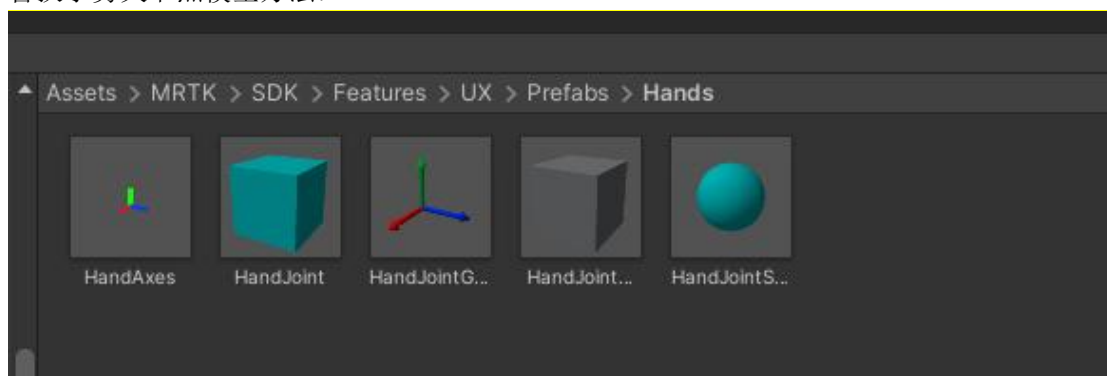 Assets > MRTK > SDK > Features > UX > Prefabs > Hands
HandAxes
HandJoint
HandJointG...
HandJoint...
HandJointS...